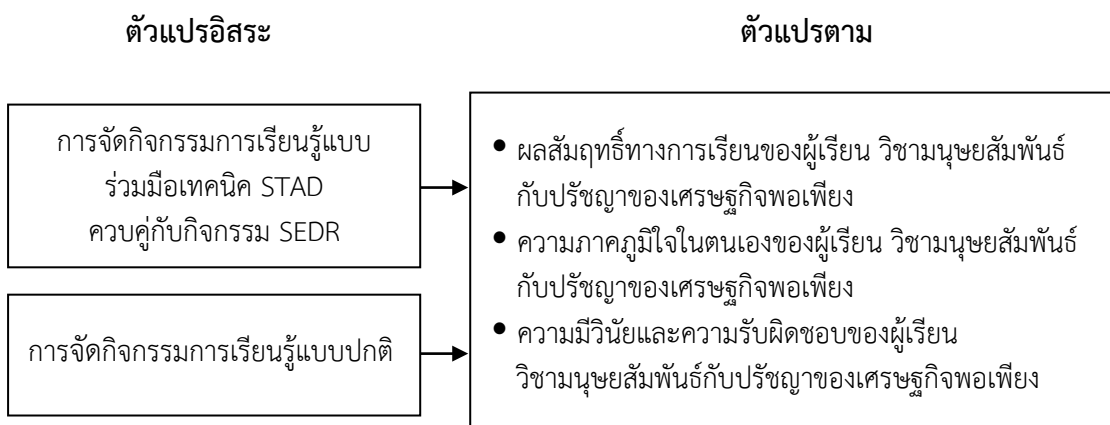 ตัวแปรอิสระ
ตัวแปรตาม
การจัดกิจกรรมการเรียนรู้แบบ
ร่วมมือเทคนิค STAD
ควบคู่กับกิจกรรม SEDR
การจัดกิจกรรมการเรียนรู้แบบปกติ
• ผลสัมฤทธิ์ทางการเรียนของผู้เรียน วิชามนุษยสัมพันธ์
กับปรัชญาของเศรษฐกิจพอเพียง
• ความภาคภูมิใจในตนเองของผู้เรียน วิชามนุษยสัมพันธ์
กับปรัชญาของเศรษฐกิจพอเพียง
• ความมีวินัยและความรับผิดชอบของผู้เรียน
วิชามนุษยสัมพันธ์กับปรัชญาของเศรษฐกิจพอเพียง